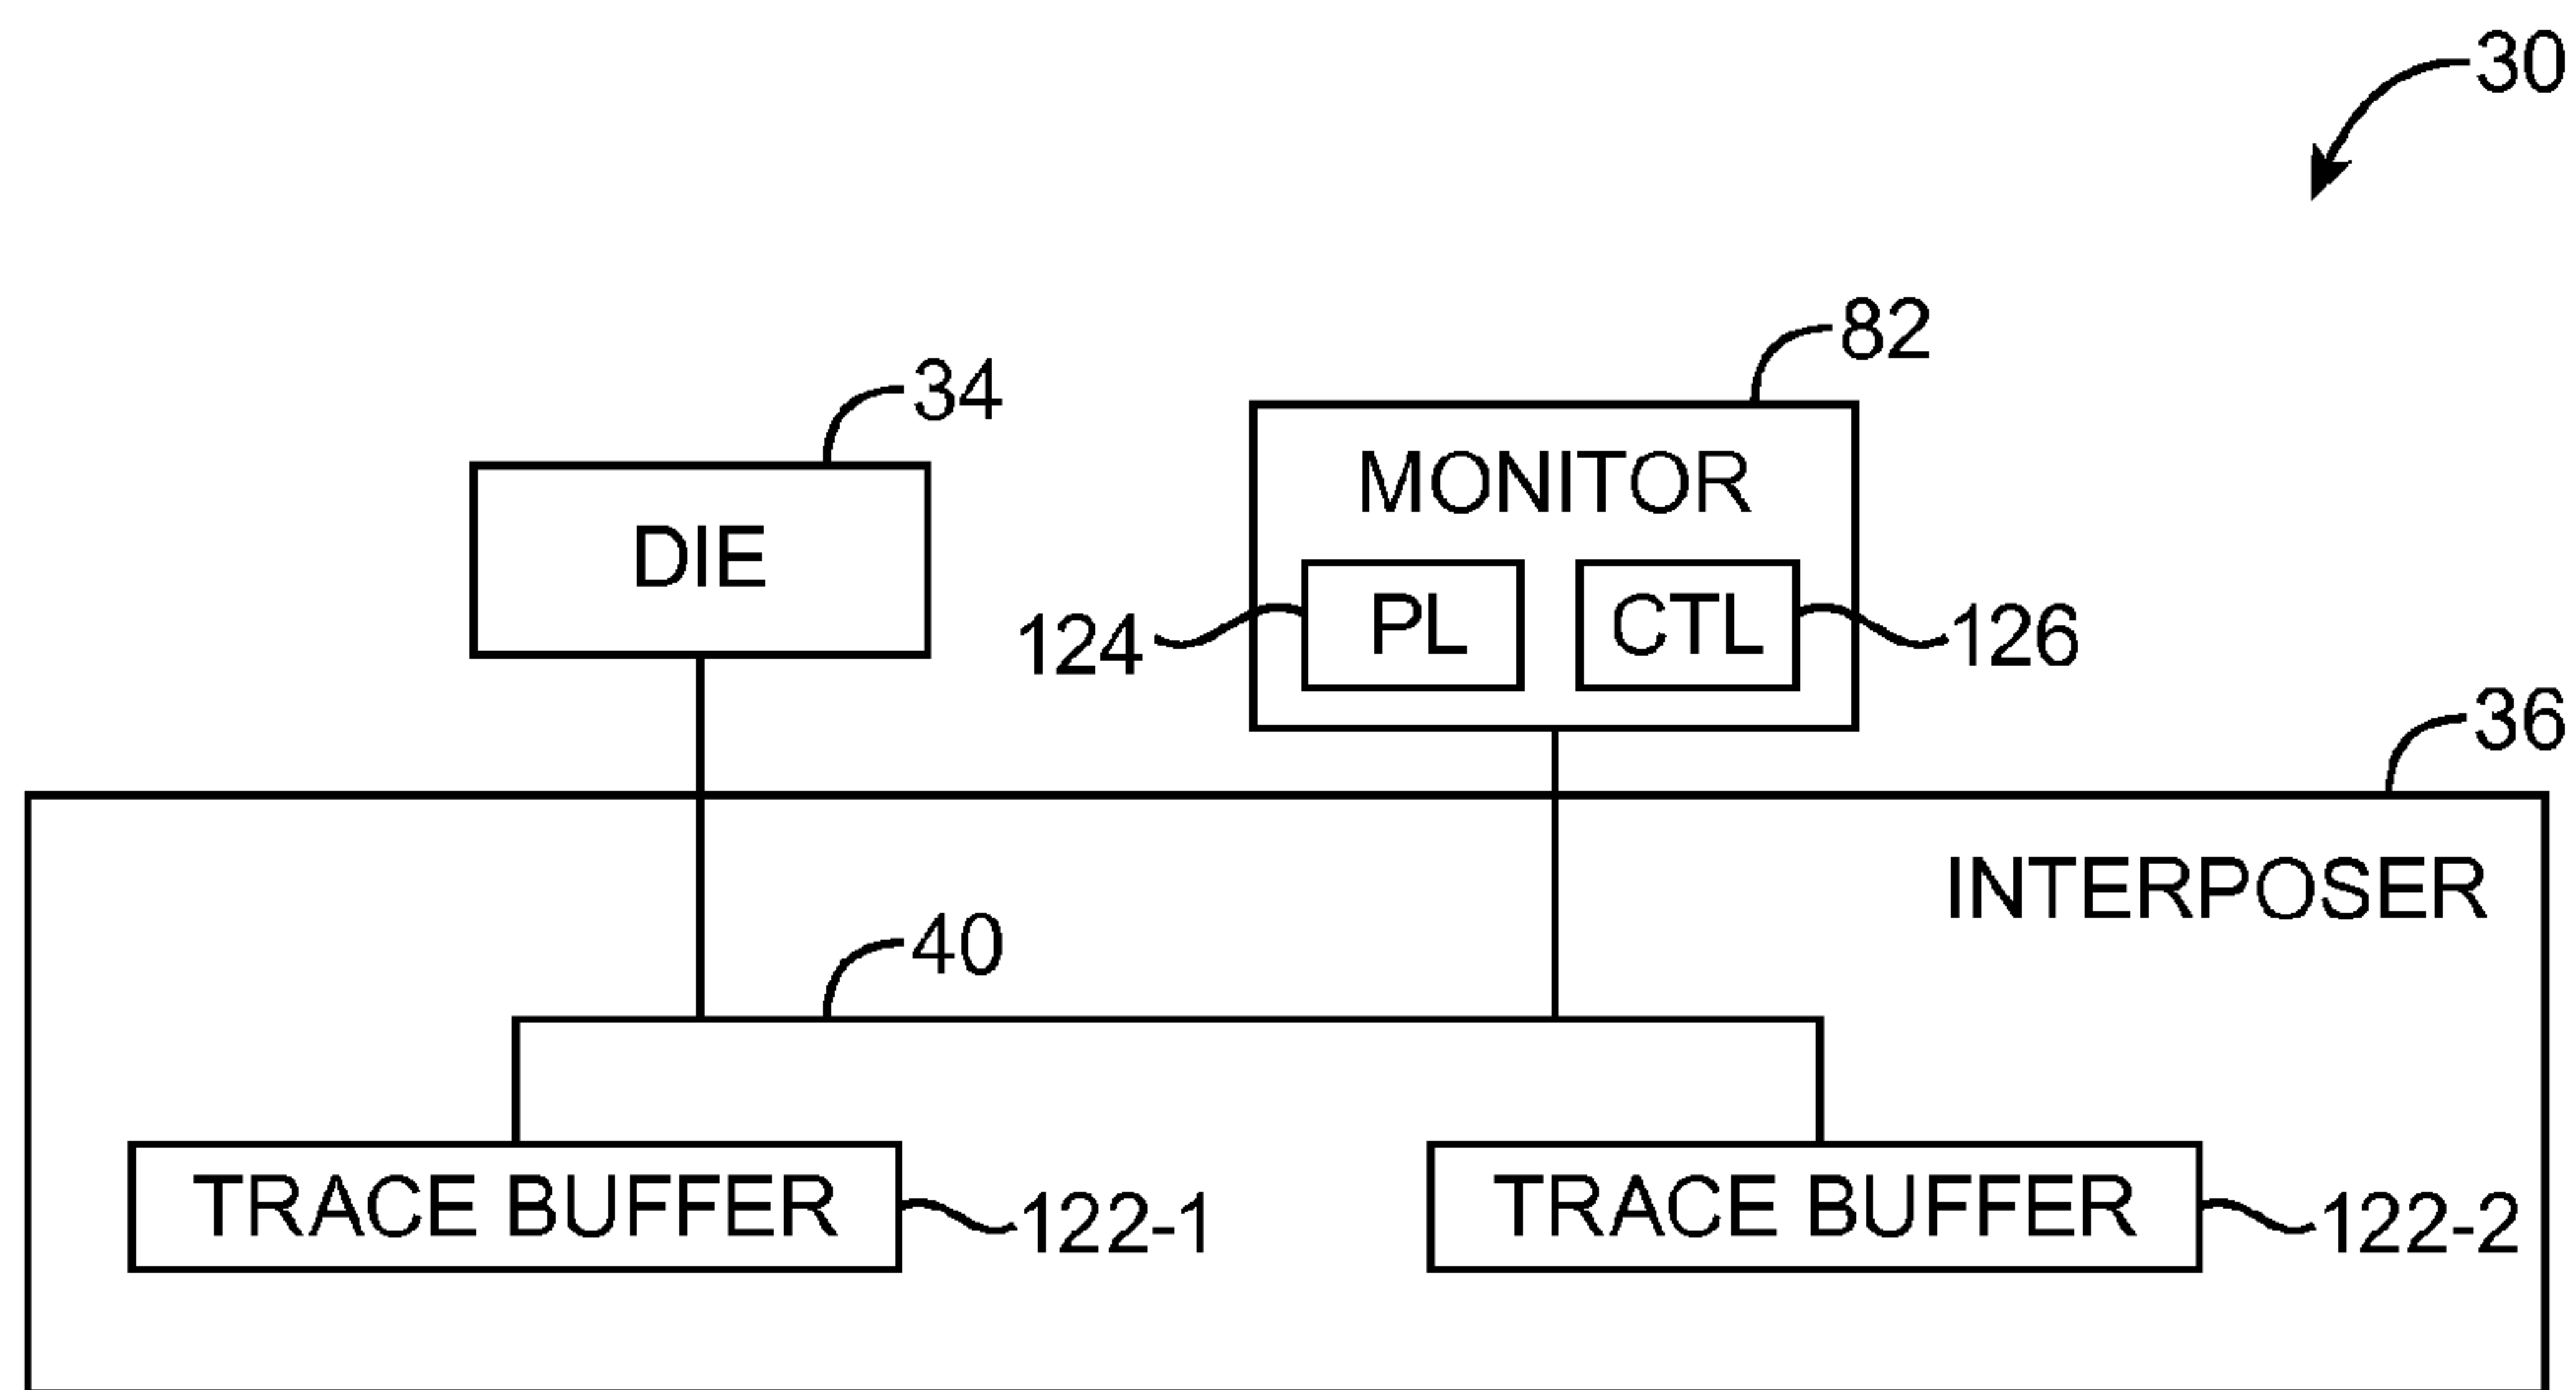 30
82
34
MONITOR
DIE
PL
CTL
124
126
36
INTERPOSER
40
TRACE BUFFER
122-1
TRACE BUFFER
122-2